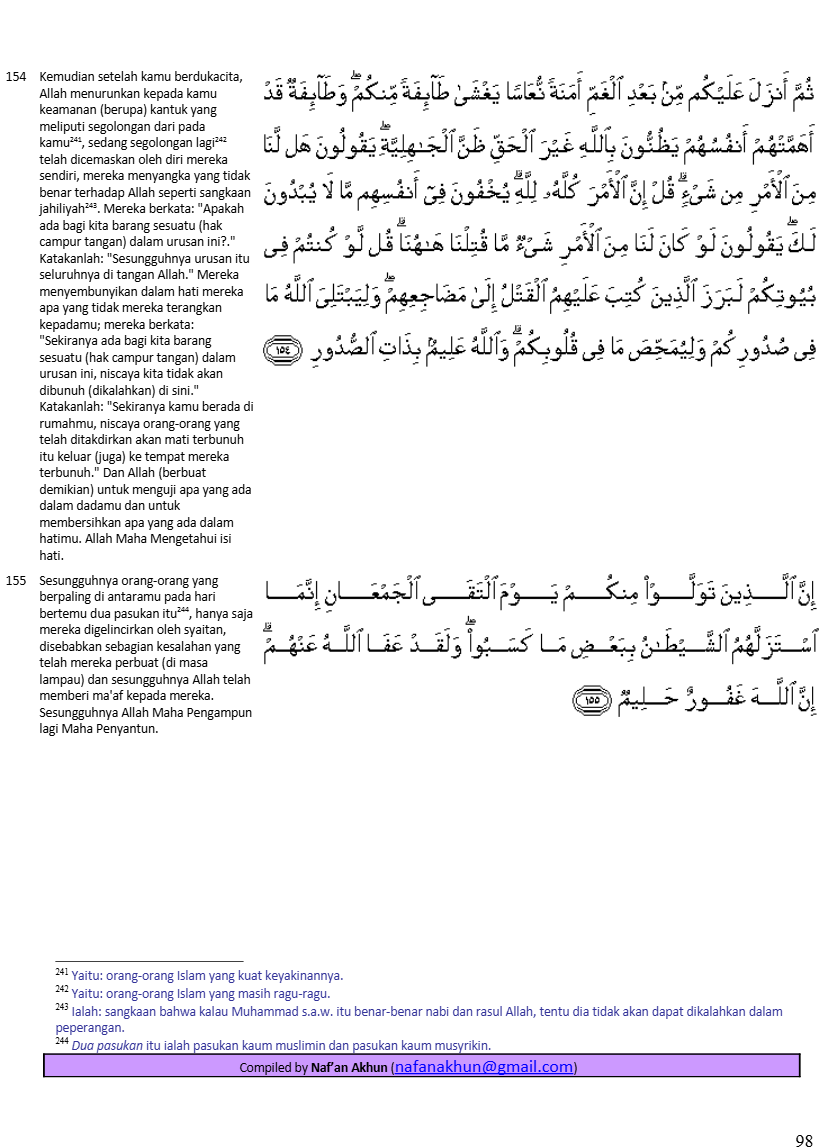 154 Kemudian setelah kamu berdukacita,
Allah menurunkan kepada kamu
keamanan (berupa) kantuk yang
meliputi segolongan dari pada
kamu²⁴¹, sedang segolongan lagi²⁴²
telah dicemaskan oleh diri mereka
sendiri, mereka menyangka yang tidak
benar terhadap Allah seperti sangkaan
jahiliyah²⁴³. Mereka berkata: "Apakah
ada bagi kita barang sesuatu (hak
campur tangan) dalam urusan ini?."
Katakanlah: "Sesungguhnya urusan itu
seluruhnya di tangan Allah." Mereka
menyembunyikan dalam hati mereka
apa yang tidak mereka terangkan
kepadamu; mereka berkata:
"Sekiranya ada bagi kita barang
sesuatu (hak campur tangan) dalam
urusan ini, niscaya kita tidak akan
dibunuh (dikalahkan) di sini."
Katakanlah: "Sekiranya kamu berada di
rumahmu, niscaya orang-orang yang
telah ditakdirkan akan mati terbunuh
itu keluar (juga) ke tempat mereka
terbunuh." Dan Allah (berbuat
demikian) untuk menguji apa yang ada
dalam dadamu dan untuk
membersihkan apa yang ada dalam
hatimu. Allah Maha Mengetahui isi
hati.
ثُمَّ أَنزَلَ عَلَيْكُم مِّنۢ بَعْدِ ٱلْغَمِّ أَمَنَةً نُّعَاسًا يَغْشَىٰ طَآئِفَةً مِّنكُمْ ۖ وَطَآئِفَةٌ قَدْ
أَهَمَّتْهُمْ أَنفُسُهُمْ يَظُنُّونَ بِٱللَّهِ غَيْرَ ٱلْحَقِّ ظَنَّ ٱلْجَـٰهِلِيَّةِ ۖ يَقُولُونَ هَل لَّنَا
مِنَ ٱلْأَمْرِ مِن شَىْءٍ ۗ قُلْ إِنَّ ٱلْأَمْرَ كُلَّهُۥ لِلَّهِ ۗ يُخْفُونَ فِىٓ أَنفُسِهِم مَّا لَا يُبْدُونَ
لَكَ ۖ يَقُولُونَ لَوْ كَانَ لَنَا مِنَ ٱلْأَمْرِ شَىْءٌ مَّا قُتِلْنَا هَـٰهُنَا ۗ قُل لَّوْ كُنتُمْ فِى
بُيُوتِكُمْ لَبَرَزَ ٱلَّذِينَ كُتِبَ عَلَيْهِمُ ٱلْقَتْلُ إِلَىٰ مَضَاجِعِهِمْ ۖ وَلِيَبْتَلِىَ ٱللَّهُ مَا
فِى صُدُورِكُمْ وَلِيُمَحِّصَ مَا فِى قُلُوبِكُمْ ۗ وَٱللَّهُ عَلِيمٌۢ بِذَاتِ ٱلصُّدُورِ ١٥٤
155 Sesungguhnya orang-orang yang
berpaling di antaramu pada hari
bertemu dua pasukan itu²⁴⁴, hanya saja
mereka digelincirkan oleh syaitan,
disebabkan sebagian kesalahan yang
telah mereka perbuat (di masa
lampau) dan sesungguhnya Allah telah
memberi ma'af kepada mereka.
Sesungguhnya Allah Maha Pengampun
lagi Maha Penyantun.
إِنَّ ٱلَّذِينَ تَوَلَّوْا۟ مِنكُمْ يَوْمَ ٱلْتَقَى ٱلْجَمْعَانِ إِنَّمَا
ٱسْتَزَلَّهُمُ ٱلشَّيْطَـٰنُ بِبَعْضِ مَا كَسَبُوا۟ ۖ وَلَقَدْ عَفَا ٱللَّهُ عَنْهُمْ ۗ
إِنَّ ٱللَّهَ غَفُورٌ حَلِيمٌ ١٥٥
²⁴¹ Yaitu: orang-orang Islam yang kuat keyakinannya.
²⁴² Yaitu: orang-orang Islam yang masih ragu-ragu.
²⁴³ Ialah: sangkaan bahwa kalau Muhammad s.a.w. itu benar-benar nabi dan rasul Allah, tentu dia tidak akan dapat dikalahkan dalam
peperangan.
²⁴⁴ Dua pasukan itu ialah pasukan kaum muslimin dan pasukan kaum musyrikin.
Compiled by Naf'an Akhun (nafanakhun@gmail.com)
98